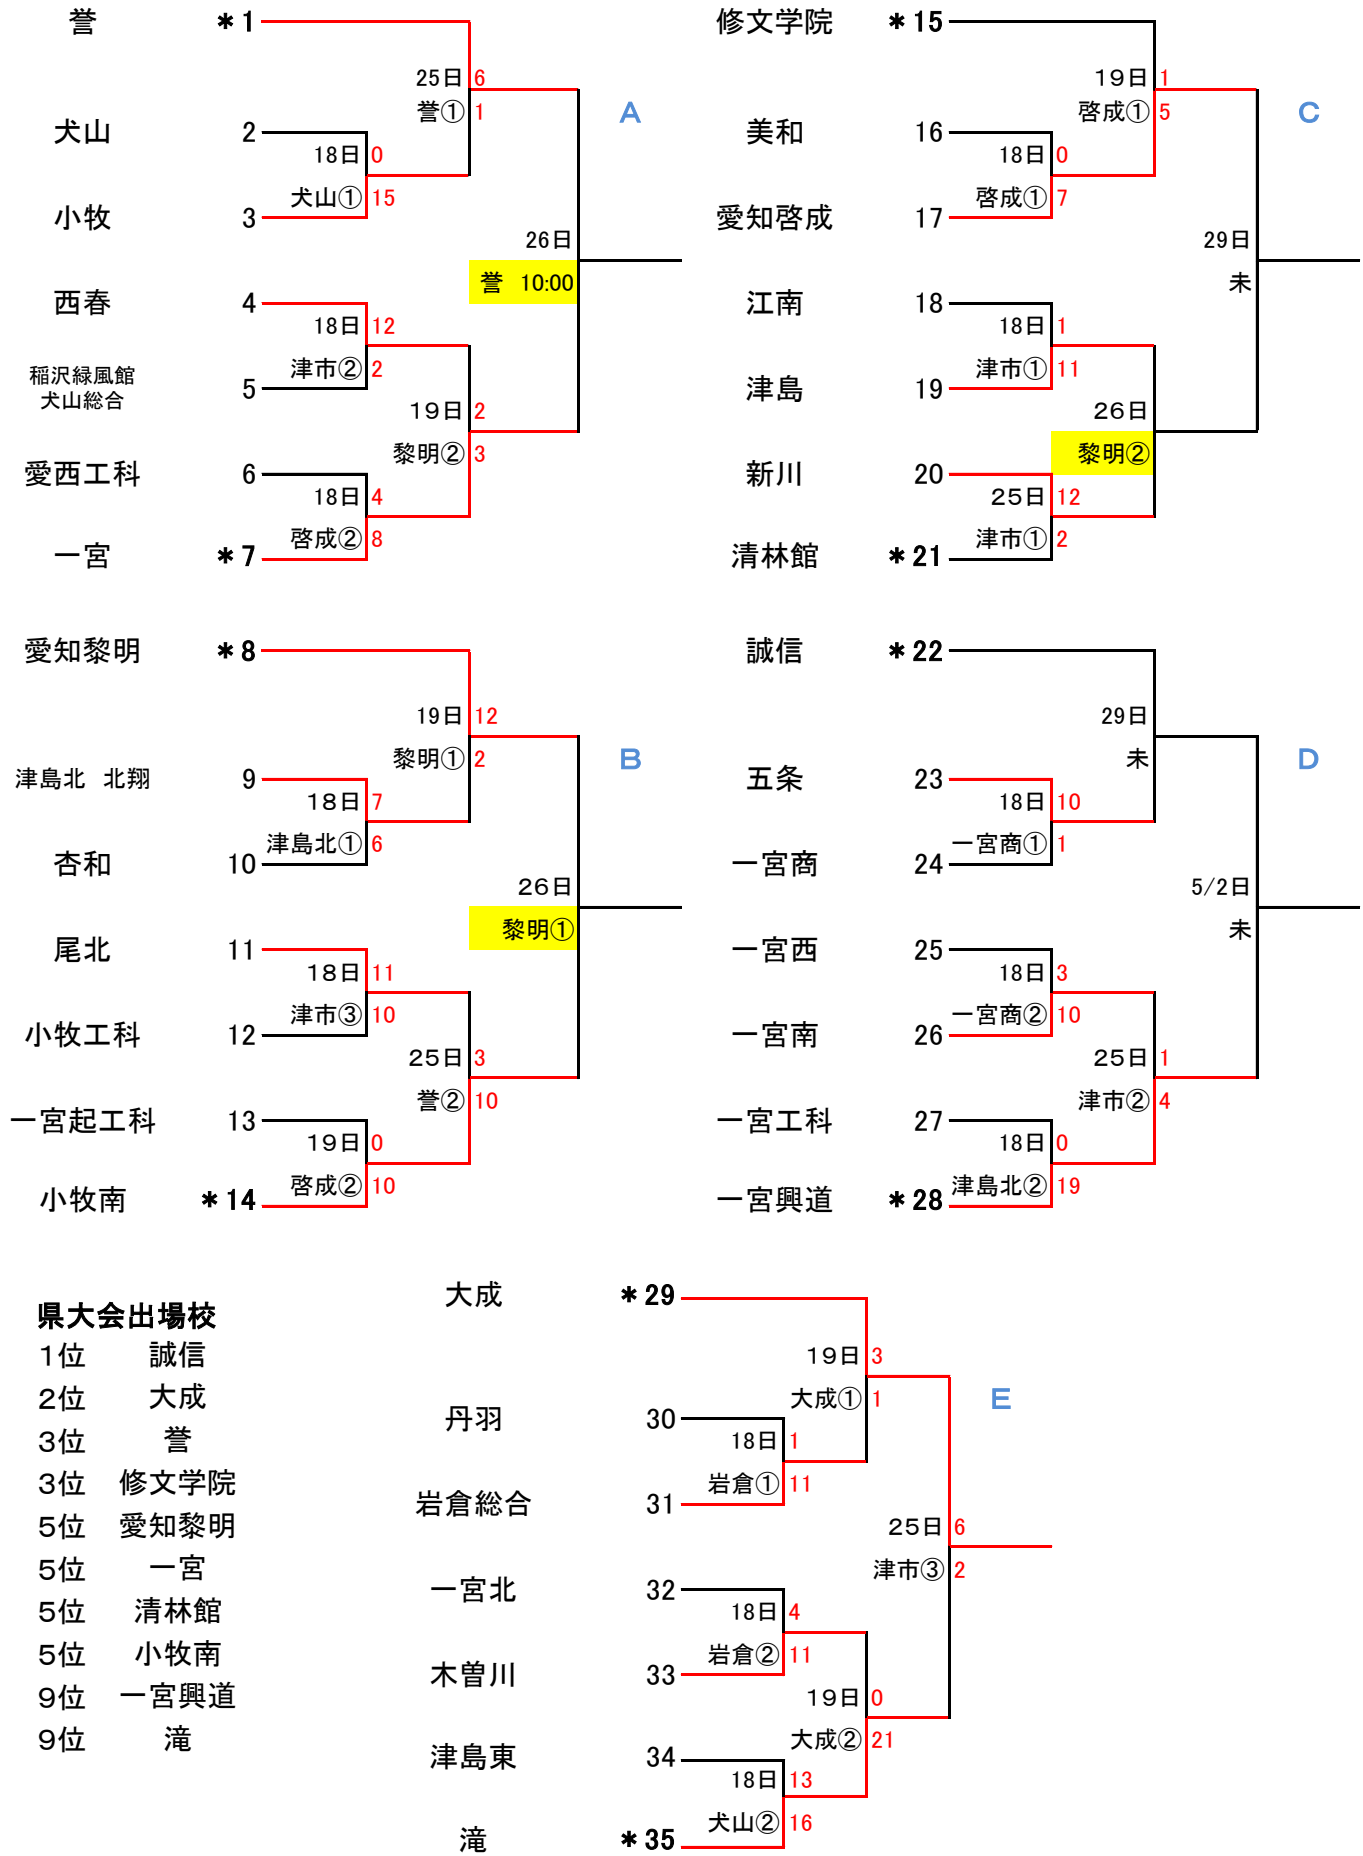 誉 ＊1
25日 6
誉① 1
A
犬山 2
18日 0
犬山① 15
小牧 3
26日
誉 10:00
西春 4
18日 12
津市② 2
稲沢緑風館
犬山総合 5
19日 2
黎明② 3
愛西工科 6
18日 4
啓成② 8
一宮 ＊7
愛知黎明 ＊8
19日 12
黎明① 2
B
津島北 北翔 9
18日 7
津島北① 6
杏和 10
26日
黎明①
尾北 11
18日 11
津市③ 10
小牧工科 12
25日 3
誉② 10
一宮起工科 13
19日 0
啓成② 10
小牧南 ＊14
修文学院 ＊15
19日 1
啓成① 5
C
美和 16
18日 0
啓成① 7
愛知啓成 17
29日
未
江南 18
18日 1
津市① 11
津島 19
26日
黎明②
新川 20
25日 12
津市① 2
清林館 ＊21
誠信 ＊22
29日
未
D
五条 23
18日 10
一宮商① 1
一宮商 24
5/2日
未
一宮西 25
18日 3
一宮商② 10
一宮南 26
25日 1
津市② 4
一宮工科 27
18日 0
津島北② 19
一宮興道 ＊28
県大会出場校
1位 誠信
2位 大成
3位 誉
3位 修文学院
5位 愛知黎明
5位 一宮
5位 清林館
5位 小牧南
9位 一宮興道
9位 滝
大成 ＊29
19日 3
大成① 1
E
丹羽 30
18日 1
岩倉① 11
岩倉総合 31
25日 6
津市③ 2
一宮北 32
18日 4
岩倉② 11
木曽川 33
19日 0
大成② 21
津島東 34
18日 13
犬山② 16
滝 ＊35